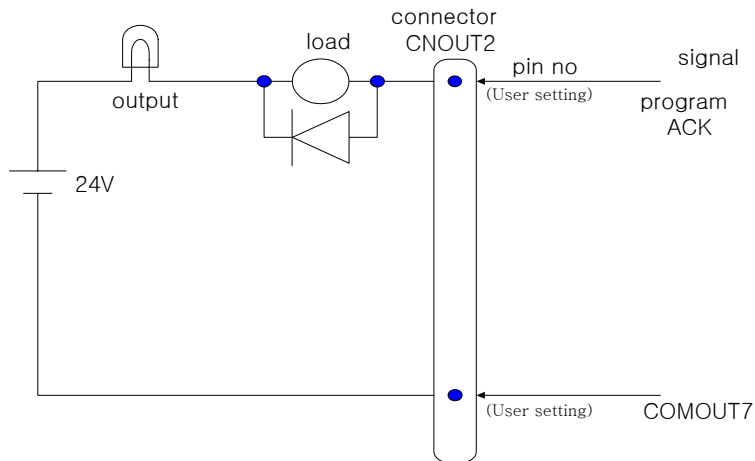 connector
CNOUT2
load
output
pin no
(User setting)
signal
program
ACK
24V
(User setting)
COMOUT7